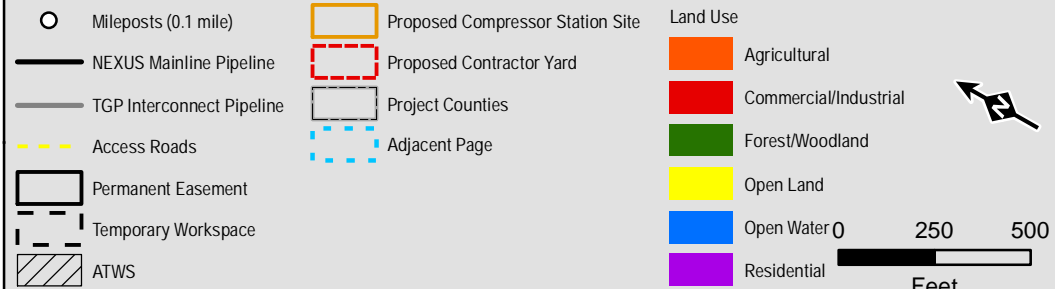 Mileposts (0.1 mile)
NEXUS Mainline Pipeline
TGP Interconnect Pipeline
Access Roads
Permanent Easement
Temporary Workspace
ATWS
Proposed Compressor Station Site
Proposed Contractor Yard
Project Counties
Adjacent Page
Land Use
Agricultural
Commercial/Industrial
Forest/Woodland
Open Land
Open Water
Residential
N
0 250 500
Feet